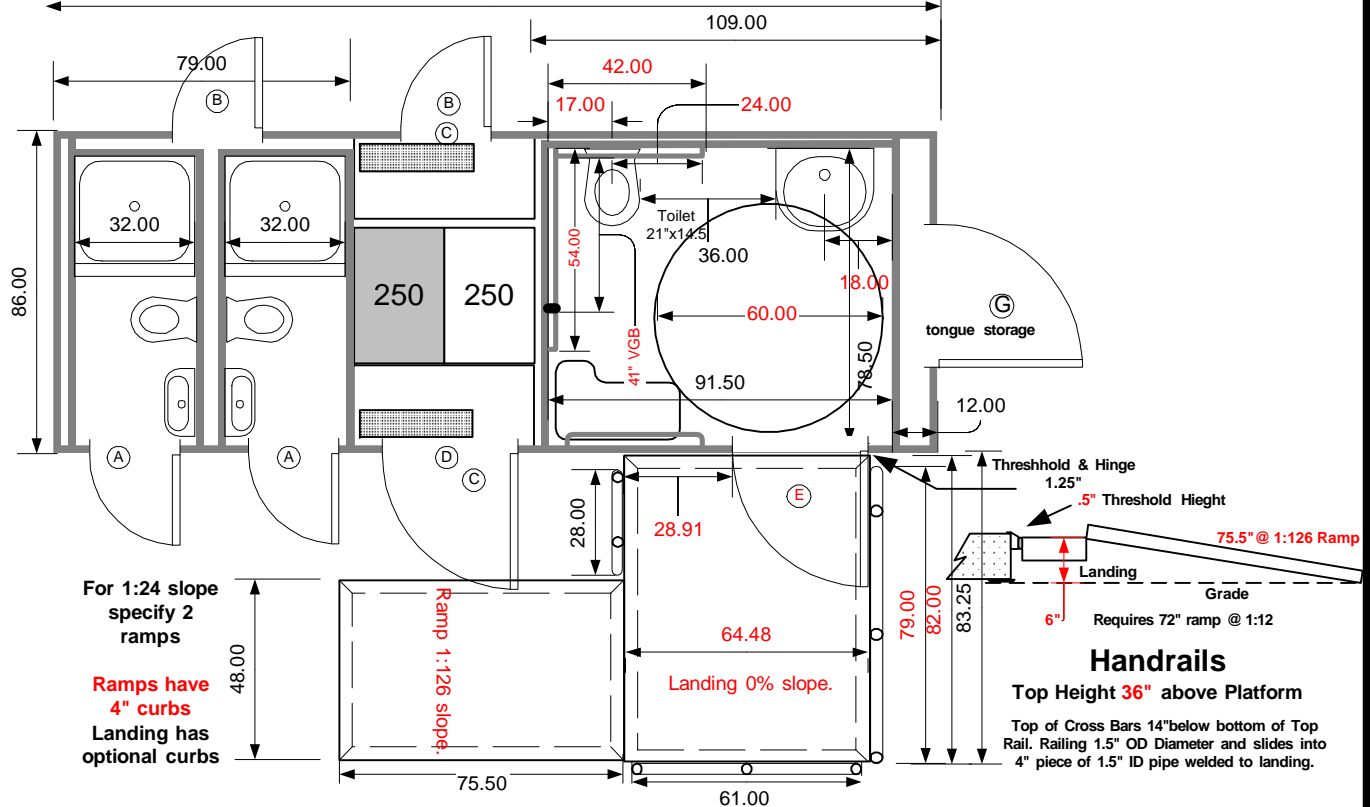 109.00
79.00
42.00
17.00
24.00
B
B
C
32.00
32.00
86.00
250
250
Toilet
21"x14.5
54.00
36.00
18.00
60.00
41" VGB
91.50
78.50
G
tongue storage
12.00
A
A
D
C
E
28.00
28.91
Threshhold & Hinge
1.25"
.5" Threshold Hieght
75.5"@ 1:126 Ramp
Landing
Grade
6"
Requires 72" ramp @ 1:12
79.00
82.00
83.25
For 1:24 slope
specify 2
ramps
Ramps have
4" curbs
Landing has
optional curbs
48.00
Ramp 1:126 slope.
64.48
Landing 0% slope.
75.50
61.00
Handrails
Top Height 36" above Platform
Top of Cross Bars 14"below bottom of Top
Rail. Railing 1.5" OD Diameter and slides into
4" piece of 1.5" ID pipe welded to landing.